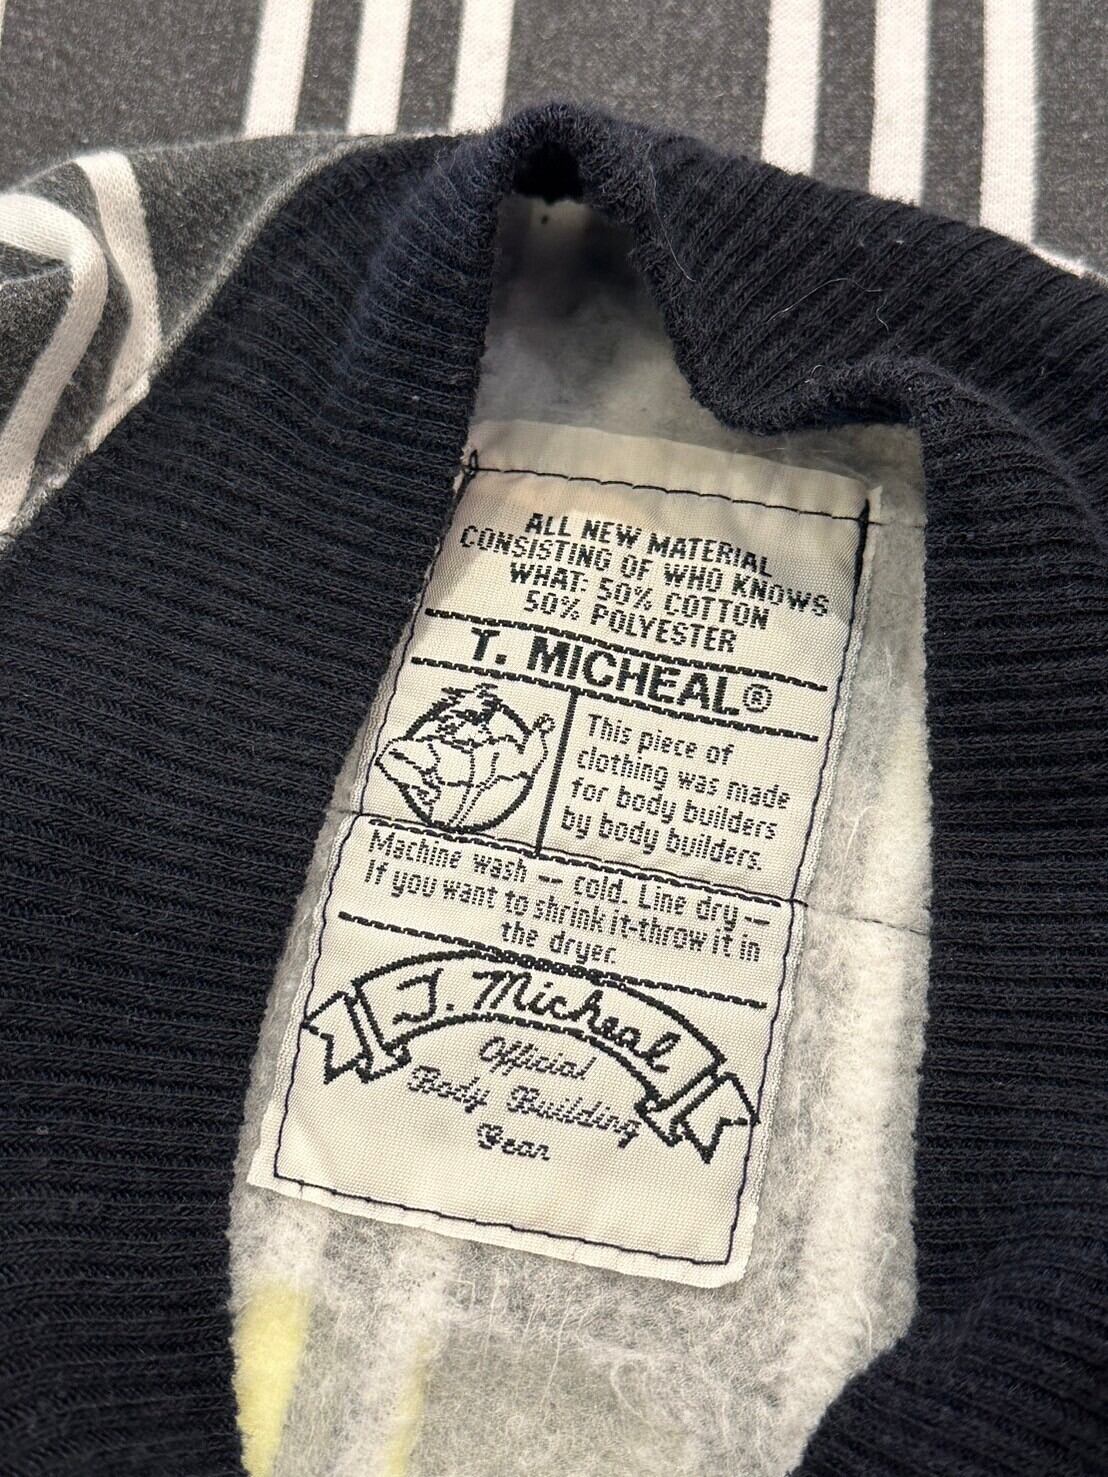 ALL NEW MATERIAL
CONSISTING OF WHO KNOWS
WHAT: 50% COTTON
50% POLYESTER
T. MICHEAL®
This piece of
clothing was made
for body builders
by body builders.
Machine wash — cold. Line dry —
If you want to shrink it-throw it in
the dryer.
T. Micheal
Official
Body Building
Gear